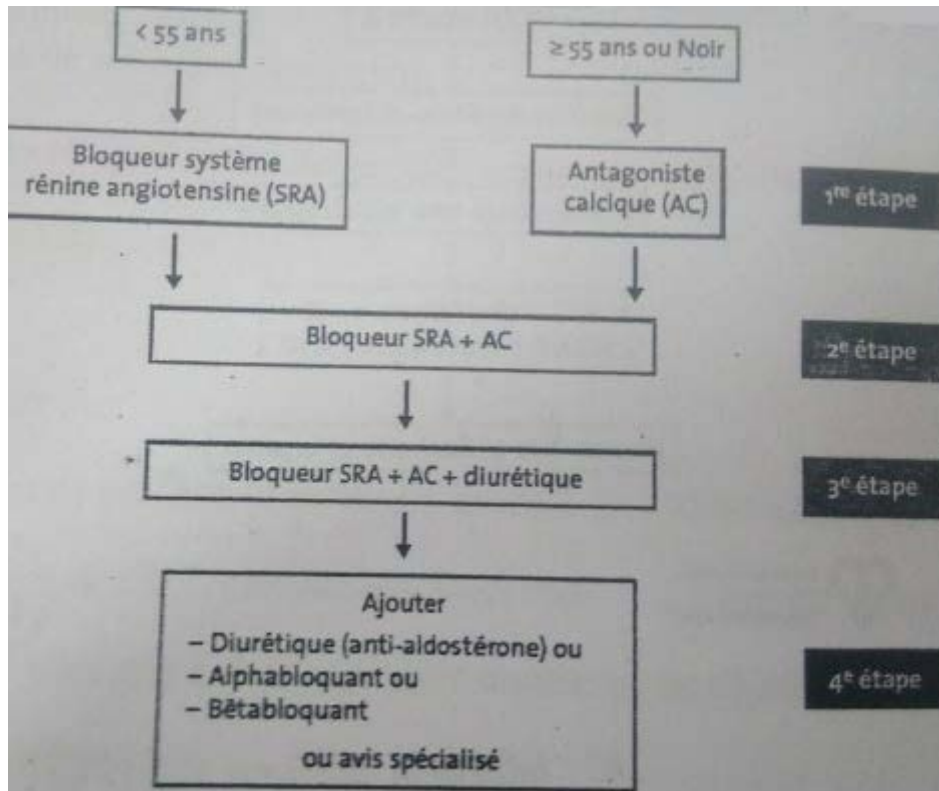 < 55 ans
≥ 55 ans ou Noir
Bloqueur système
rénine angiotensine (SRA)
Antagoniste
calcique (AC)
1re étape
Bloqueur SRA + AC
2e étape
Bloqueur SRA + AC + diurétique
3e étape
Ajouter
– Diurétique (anti-aldostérone) ou
– Alphabloquant ou
– Bêtabloquant
ou avis spécialisé
4e étape